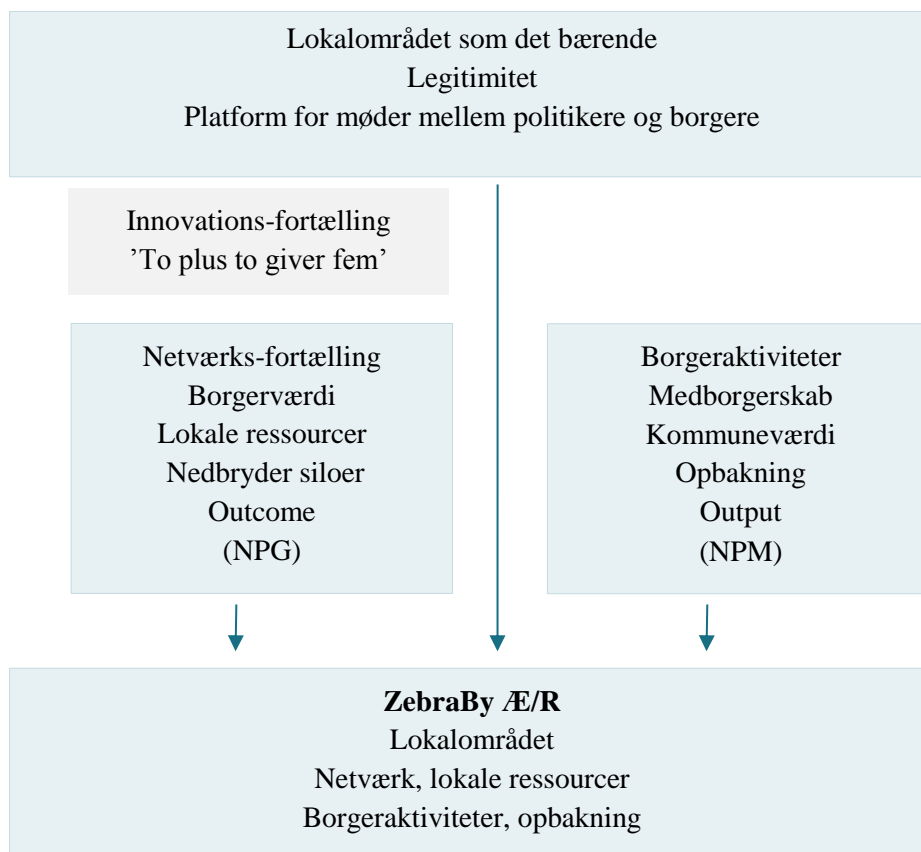 Lokalområdet som det bærende
Legitimitet
Platform for møder mellem politikere og borgere
Innovations-fortælling
’To plus to giver fem’
Netværks-fortælling
Borgerværdi
Lokale ressourcer
Nedbryder siloer
Outcome
(NPG)
Borgeraktiviteter
Medborgerskab
Kommuneværdi
Opbakning
Output
(NPM)
ZebraBy Æ/R
Lokalområdet
Netværk, lokale ressourcer
Borgeraktiviteter, opbakning